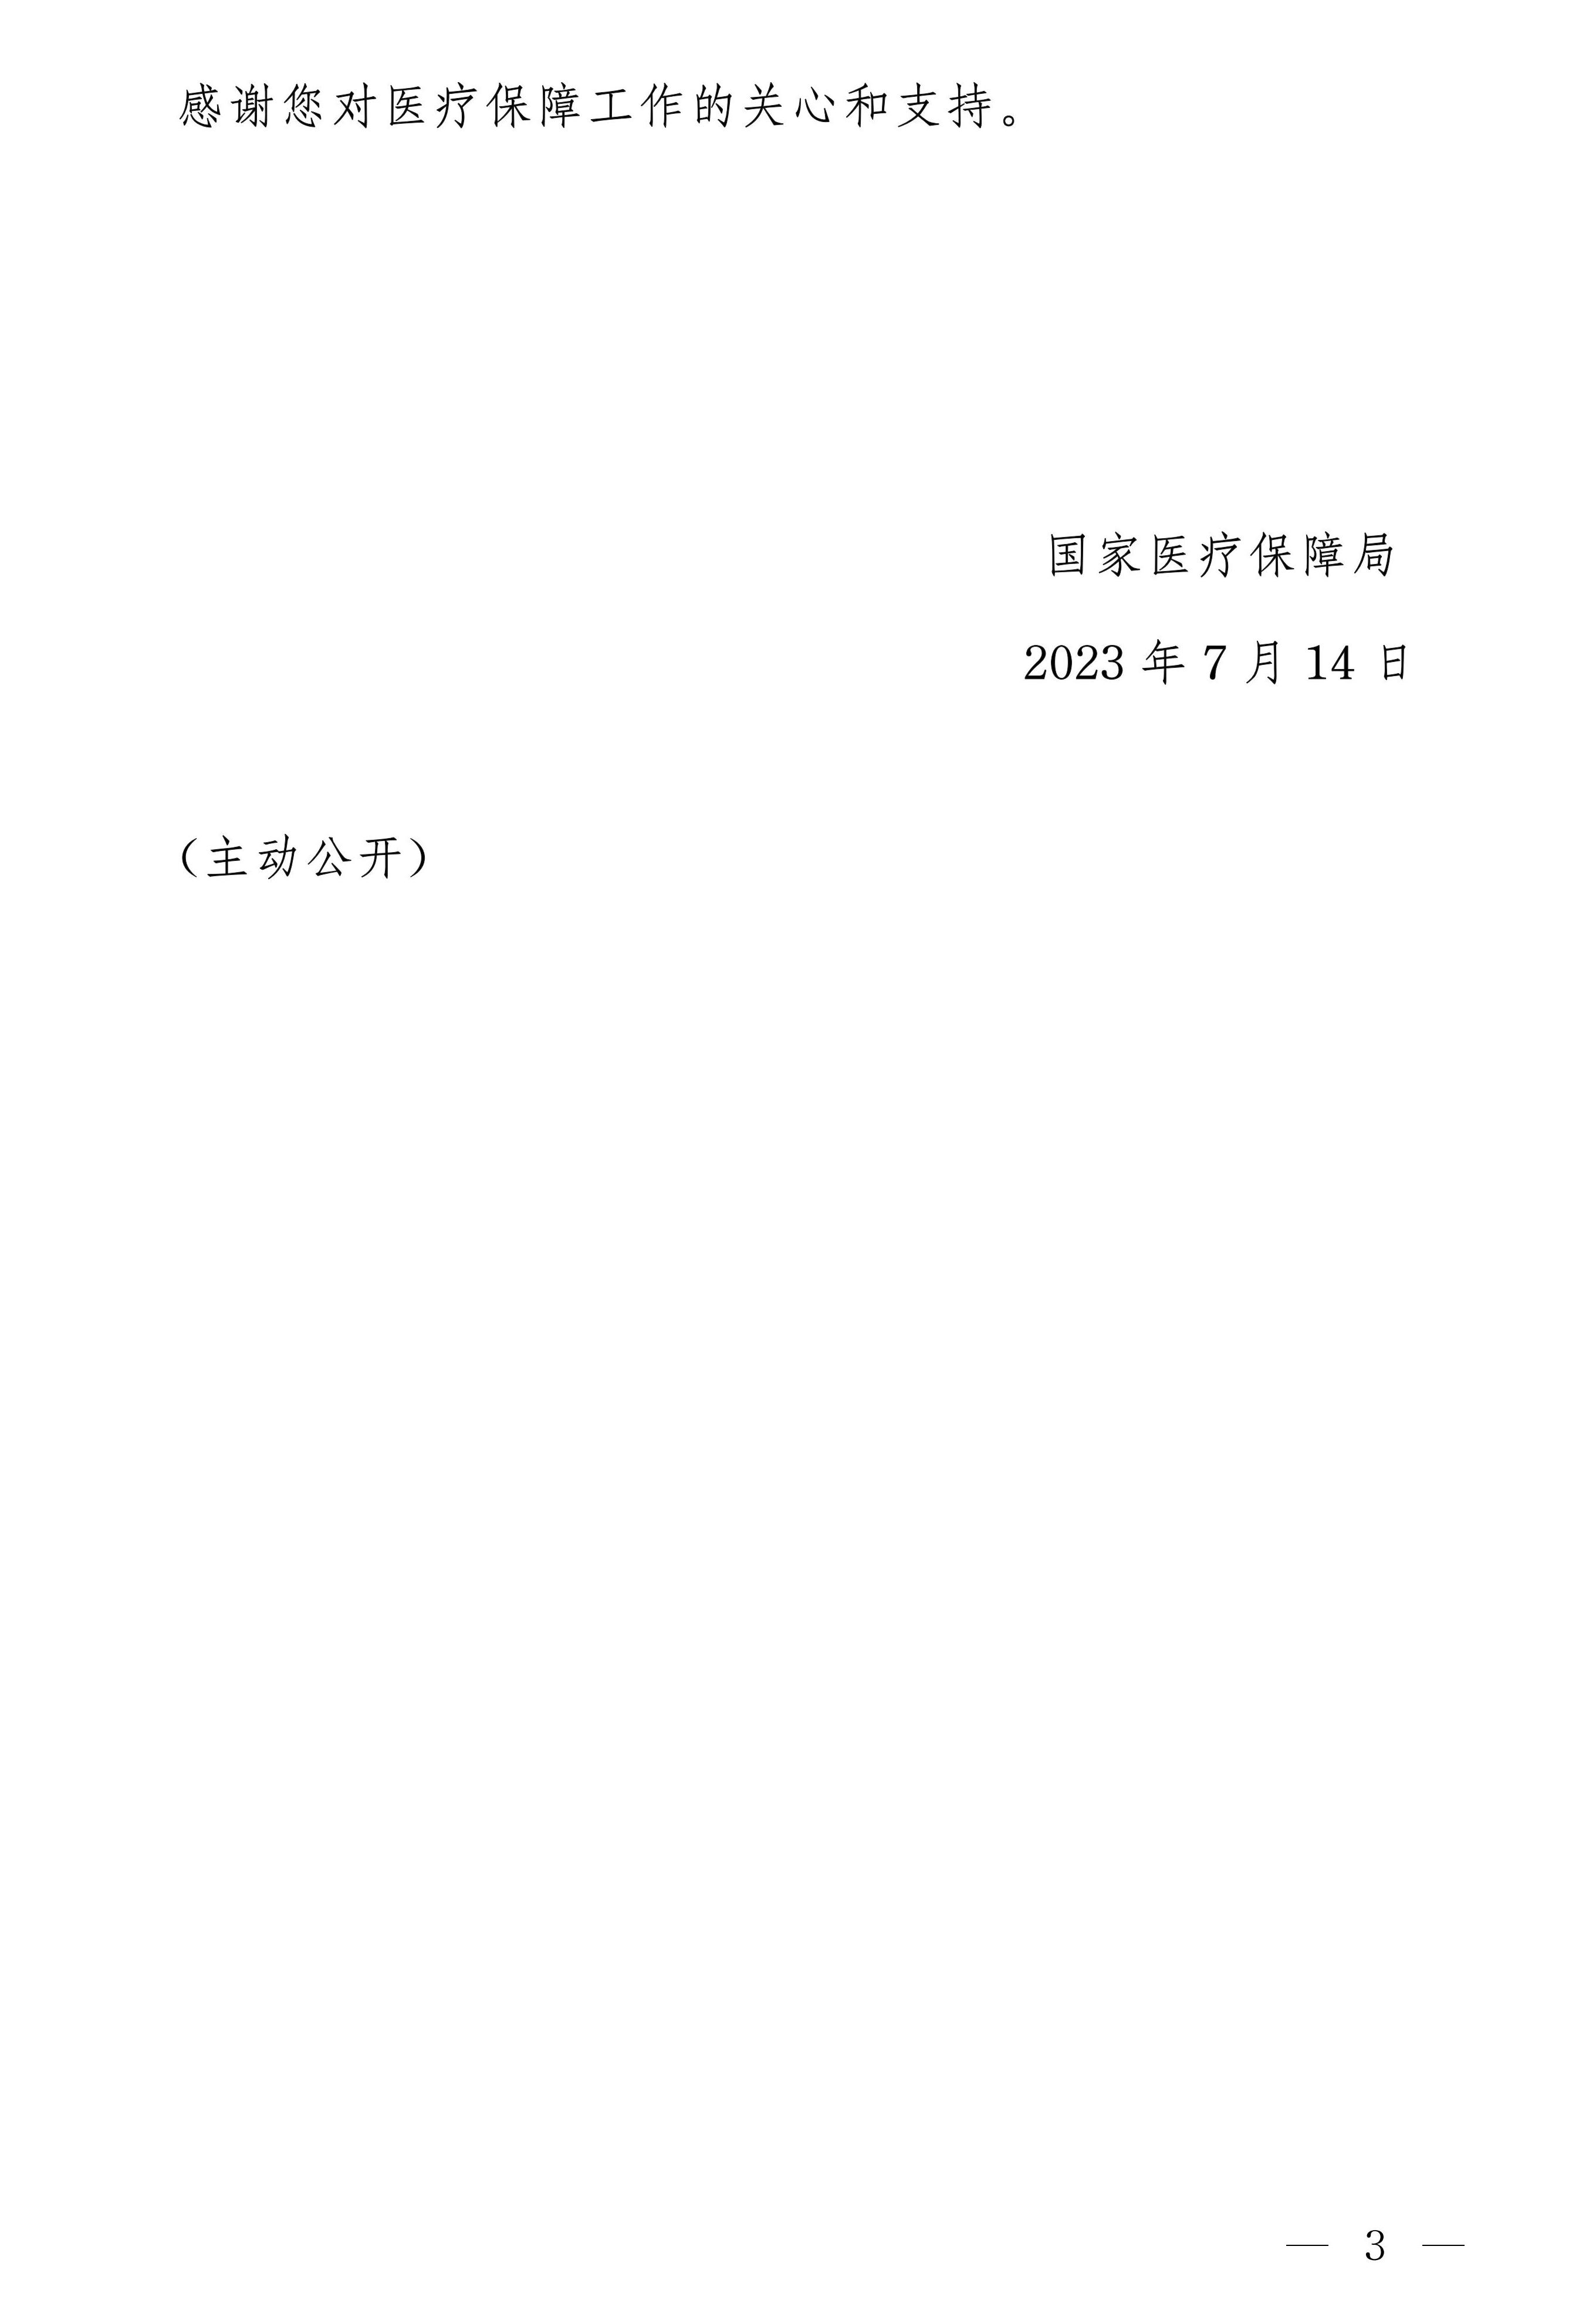 感谢您对医疗保障工作的关心和支持。
国家医疗保障局
2023 年 7 月 14 日
（主动公开）
— 3 —